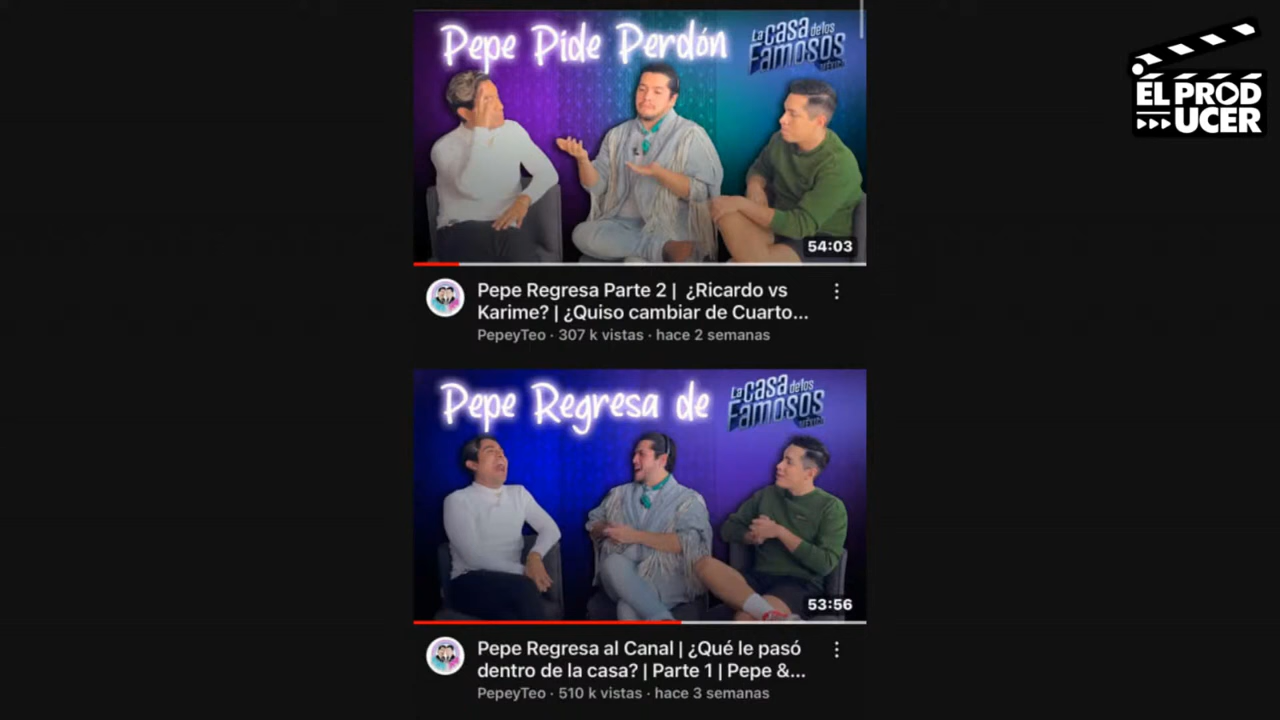 Pepe Pide Perdón
La CASA de los
FAMOSOS
EL PROD
UCER
54:03
Pepe Regresa Parte 2 | ¿Ricardo vs
Karime? | ¿Quiso cambiar de Cuarto...
PepeyTeo · 307 k vistas · hace 2 semanas
Pepe Regresa de
La CASA de los
FAMOSOS
53:56
Pepe Regresa al Canal | ¿Qué le pasó
dentro de la casa? | Parte 1 | Pepe &...
PepeyTeo · 510 k vistas · hace 3 semanas